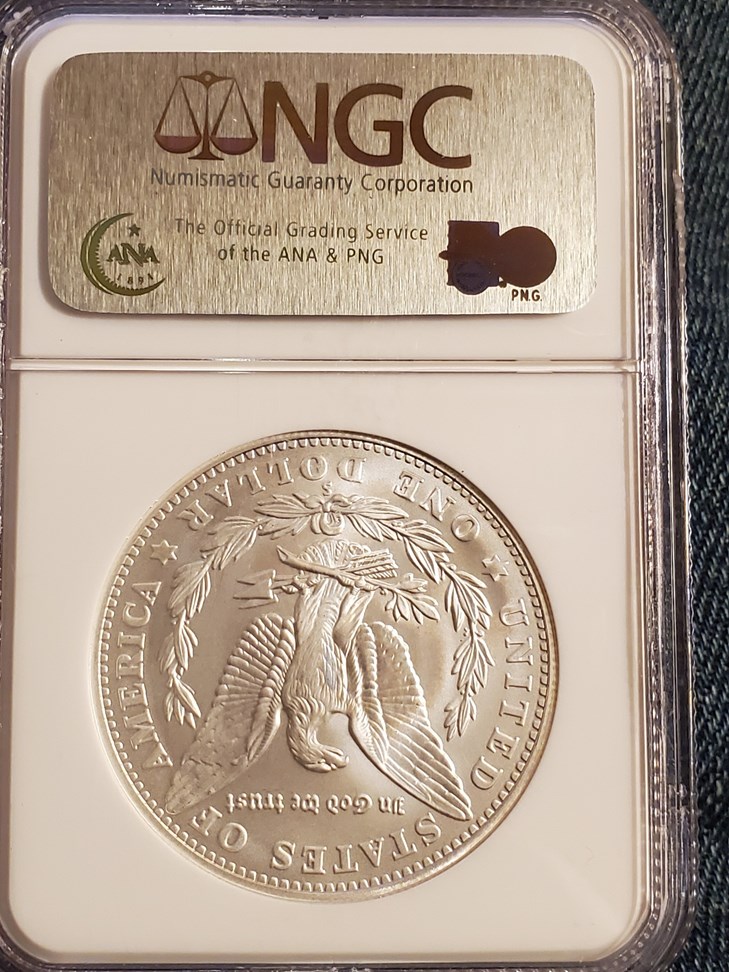 NGC
Numismatic Guaranty Corporation
The Official Grading Service
of the ANA & PNG
ANA
1891
P.N.G.
UNITED STATES OF AMERICA
ONE DOLLAR
In God we trust
S